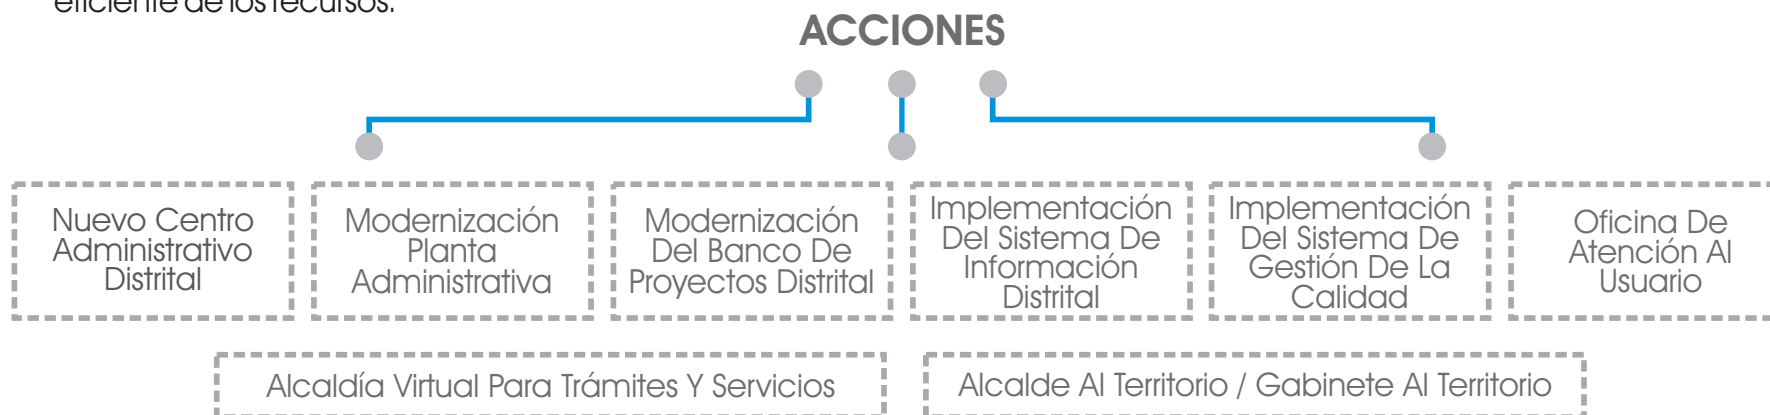 eficiente de los recursos.
ACCIONES
Nuevo Centro
Administrativo
Distrital
Modernización
Planta
Administrativa
Modernización
Del Banco De
Proyectos Distrital
Implementación
Del Sistema De
Información
Distrital
Implementación
Del Sistema De
Gestión De La
Calidad
Oficina De
Atención Al
Usuario
Alcaldía Virtual Para Trámites Y Servicios
Alcalde Al Territorio / Gabinete Al Territorio